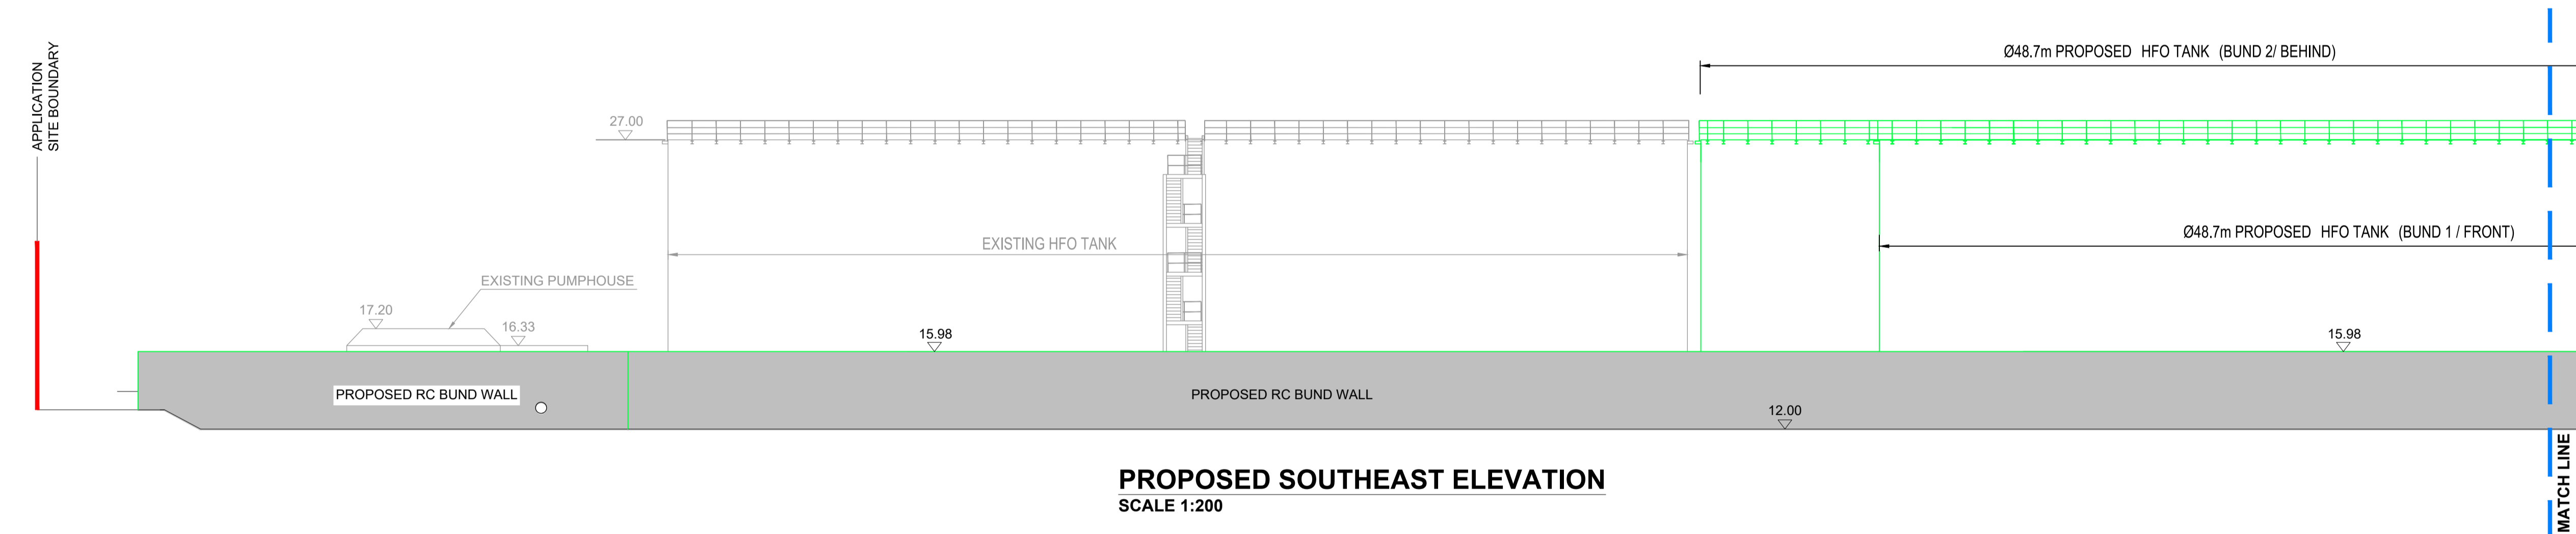 APPLICATION
SITE BOUNDARY
Ø48.7m PROPOSED HFO TANK (BUND 2/ BEHIND)
27.00
Ø48.7m PROPOSED HFO TANK (BUND 1 / FRONT)
EXISTING HFO TANK
EXISTING PUMPHOUSE
17.20
16.33
15.98
15.98
PROPOSED RC BUND WALL
PROPOSED RC BUND WALL
12.00
MATCH LINE
PROPOSED SOUTHEAST ELEVATION
SCALE 1:200